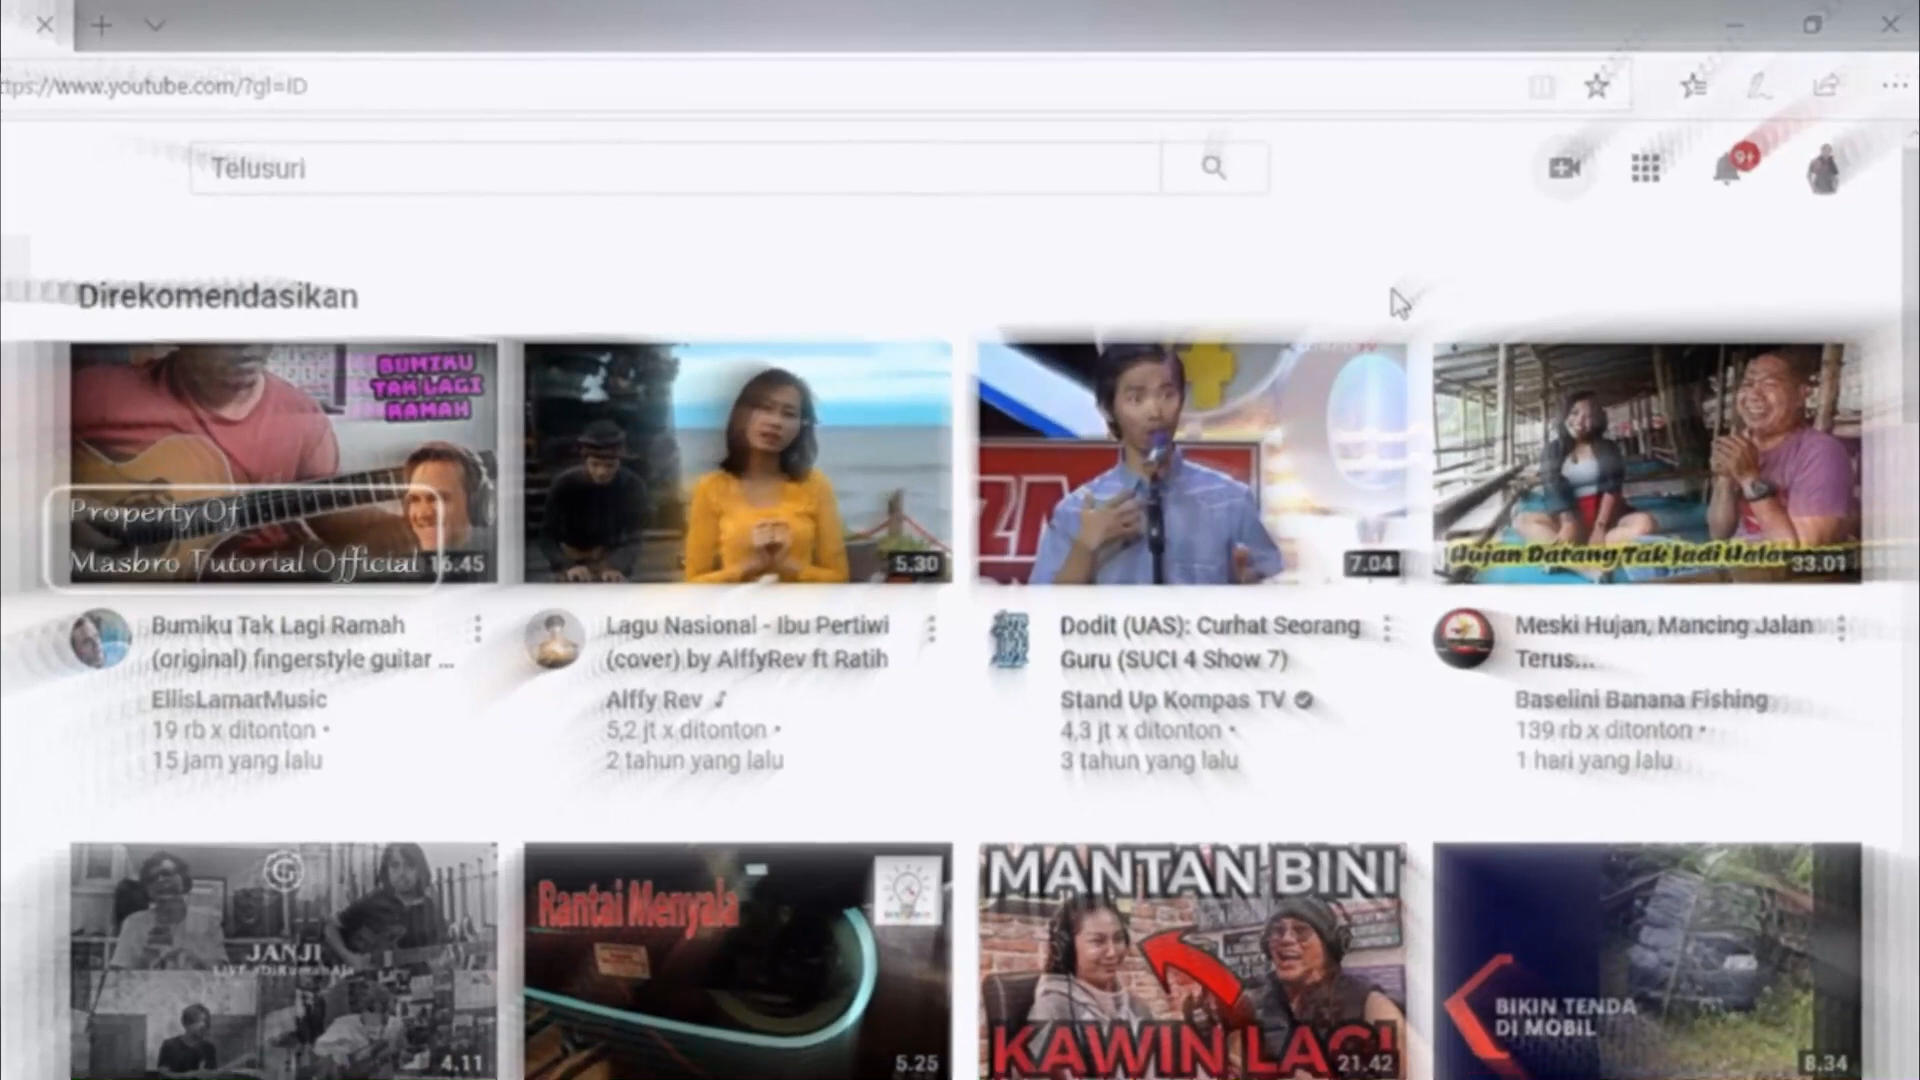 ttps://www.youtube.com/?gl=ID
Telusuri
9+
Direkomendasikan
BUMIKU
TAK LAGI
RAMAH
Property Of
Masbro Tutorial Official
16.45
5.30
7.04
Hujan Datang Tak Jadi
33.01
Bumiku Tak Lagi Ramah
(original) fingerstyle guitar ...
EllisLamarMusic
19 rb x ditonton •
15 jam yang lalu
Lagu Nasional - Ibu Pertiwi
(cover) by AlffyRev ft Ratih
Alffy Rev
5,2 jt x ditonton •
2 tahun yang lalu
Dodit (UAS): Curhat Seorang
Guru (SUCI 4 Show 7)
Stand Up Kompas TV
4,3 jt x ditonton •
3 tahun yang lalu
Meski Hujan, Mancing Jalan
Terus...
Baselini Banana Fishing
139 rb x ditonton •
1 hari yang lalu
G
JANJI
LIVE #DiRumahAja
4.11
Rantai Menyala
5.25
MANTAN BINI
KAWIN LAGI
21.42
BIKIN TENDA
DI MOBIL
8.34